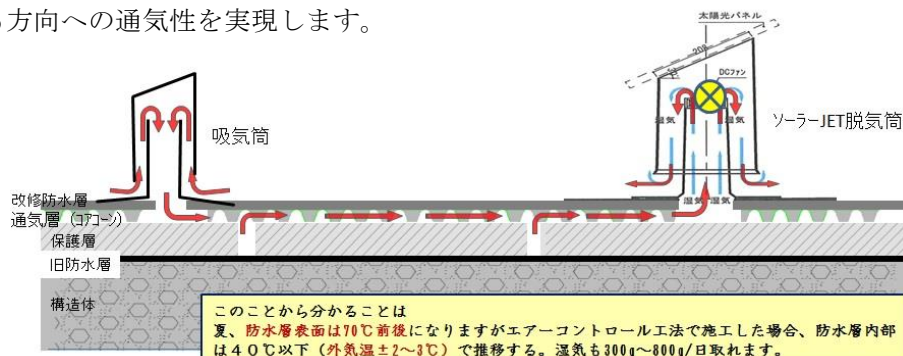 方向への通気性を実現します。
太陽光パネル
20°
DCファン
吸気筒
湿気
湿気
ソーラーJET脱気筒
改修防水層
通気層（コアコーン）
湿気 湿気
保護層
旧防水層
構造体
このことから分かることは
夏、防水層表面は70℃前後になりますがエアーコントロール工法で施工した場合、防水層内部
は４０℃以下（外気温±2～3℃）で推移する。湿気も300g～800g/日取れます。